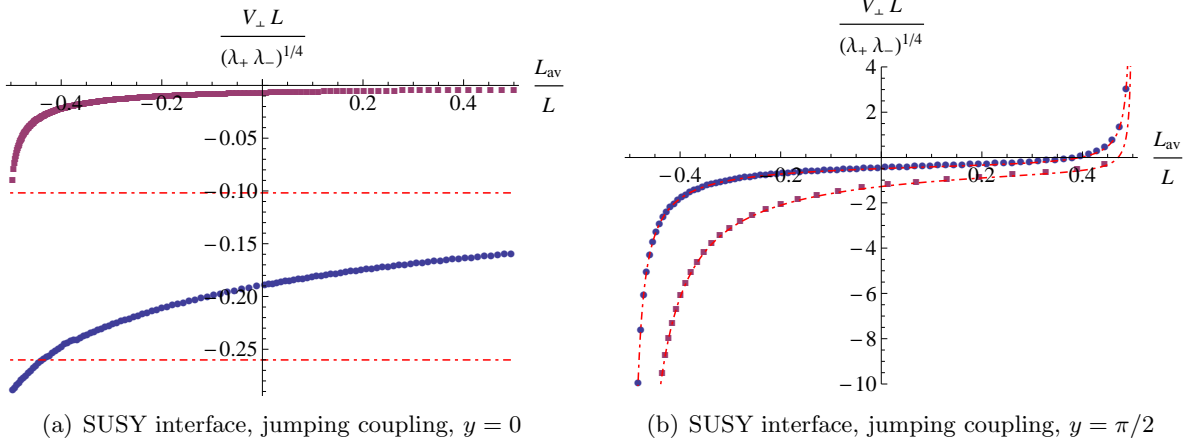 V⊥ L
(λ+ λ−)^1/4
L_av
L
−0.4
−0.2
0.2
0.4
−0.05
−0.10
−0.15
−0.20
−0.25
(a) SUSY interface, jumping coupling, y = 0
V⊥ L
(λ+ λ−)^1/4
L_av
L
4
2
−0.4
−0.2
0.2
0.4
−2
−4
−6
−8
−10
(b) SUSY interface, jumping coupling, y = π/2